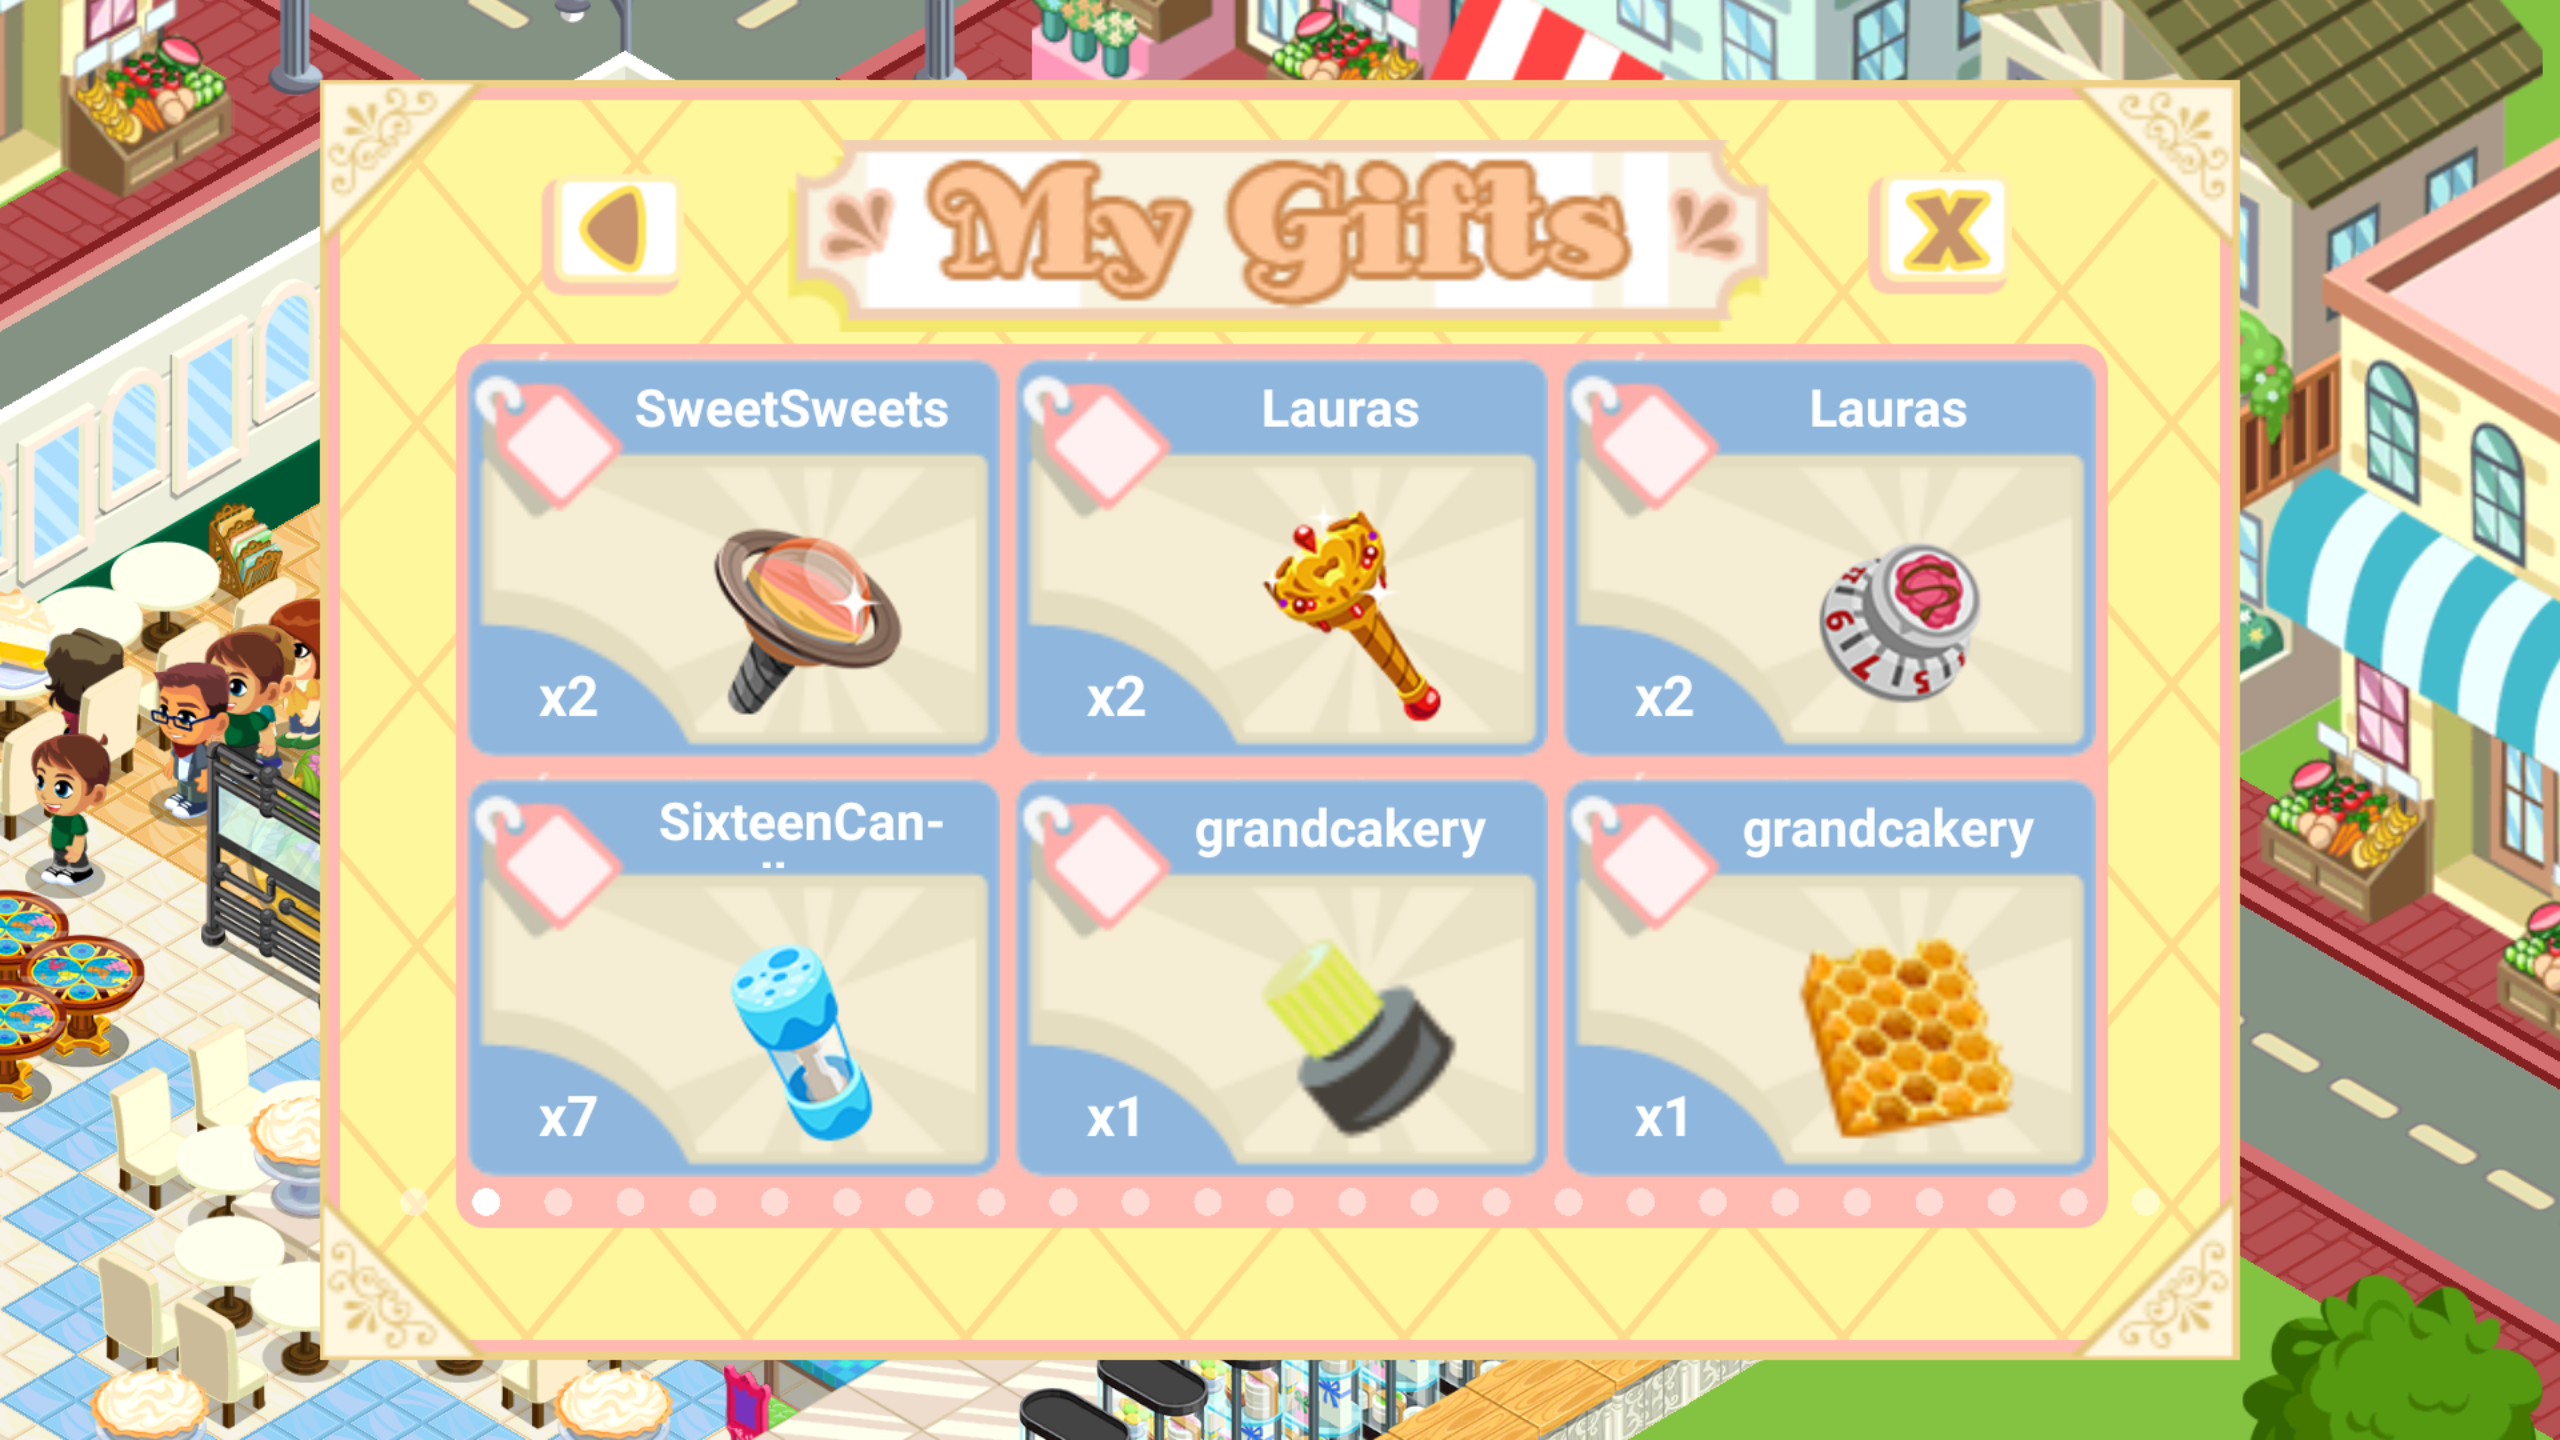 My Gifts
X
SweetSweets
Lauras
Lauras
x2
x2
x2
SixteenCan-
grandcakery
grandcakery
x7
x1
x1